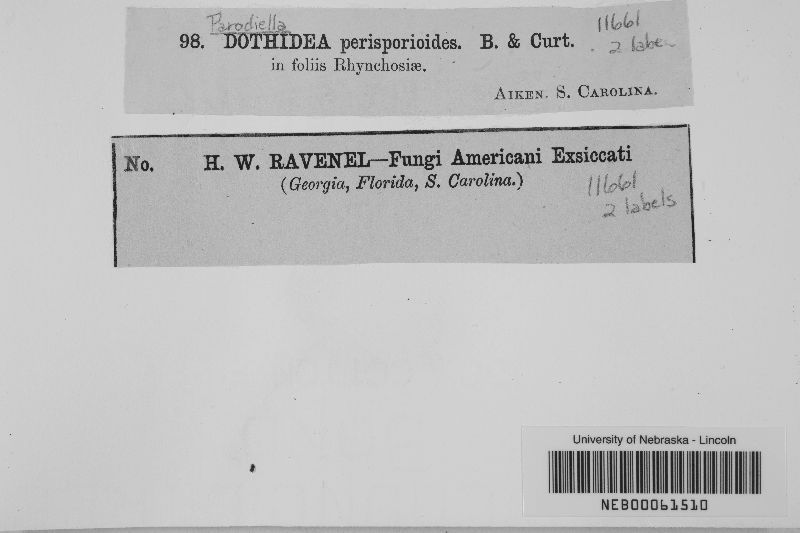 Parodiella
11661
98. DOTHIDEA perisporioides. B. & Curt.
2 label
in foliis Rhynchosiæ.
AIKEN. S. CAROLINA.
No. H. W. RAVENEL—Fungi Americani Exsiccati
(Georgia, Florida, S. Carolina.)
11661
2 labels
University of Nebraska - Lincoln
NEB00061510